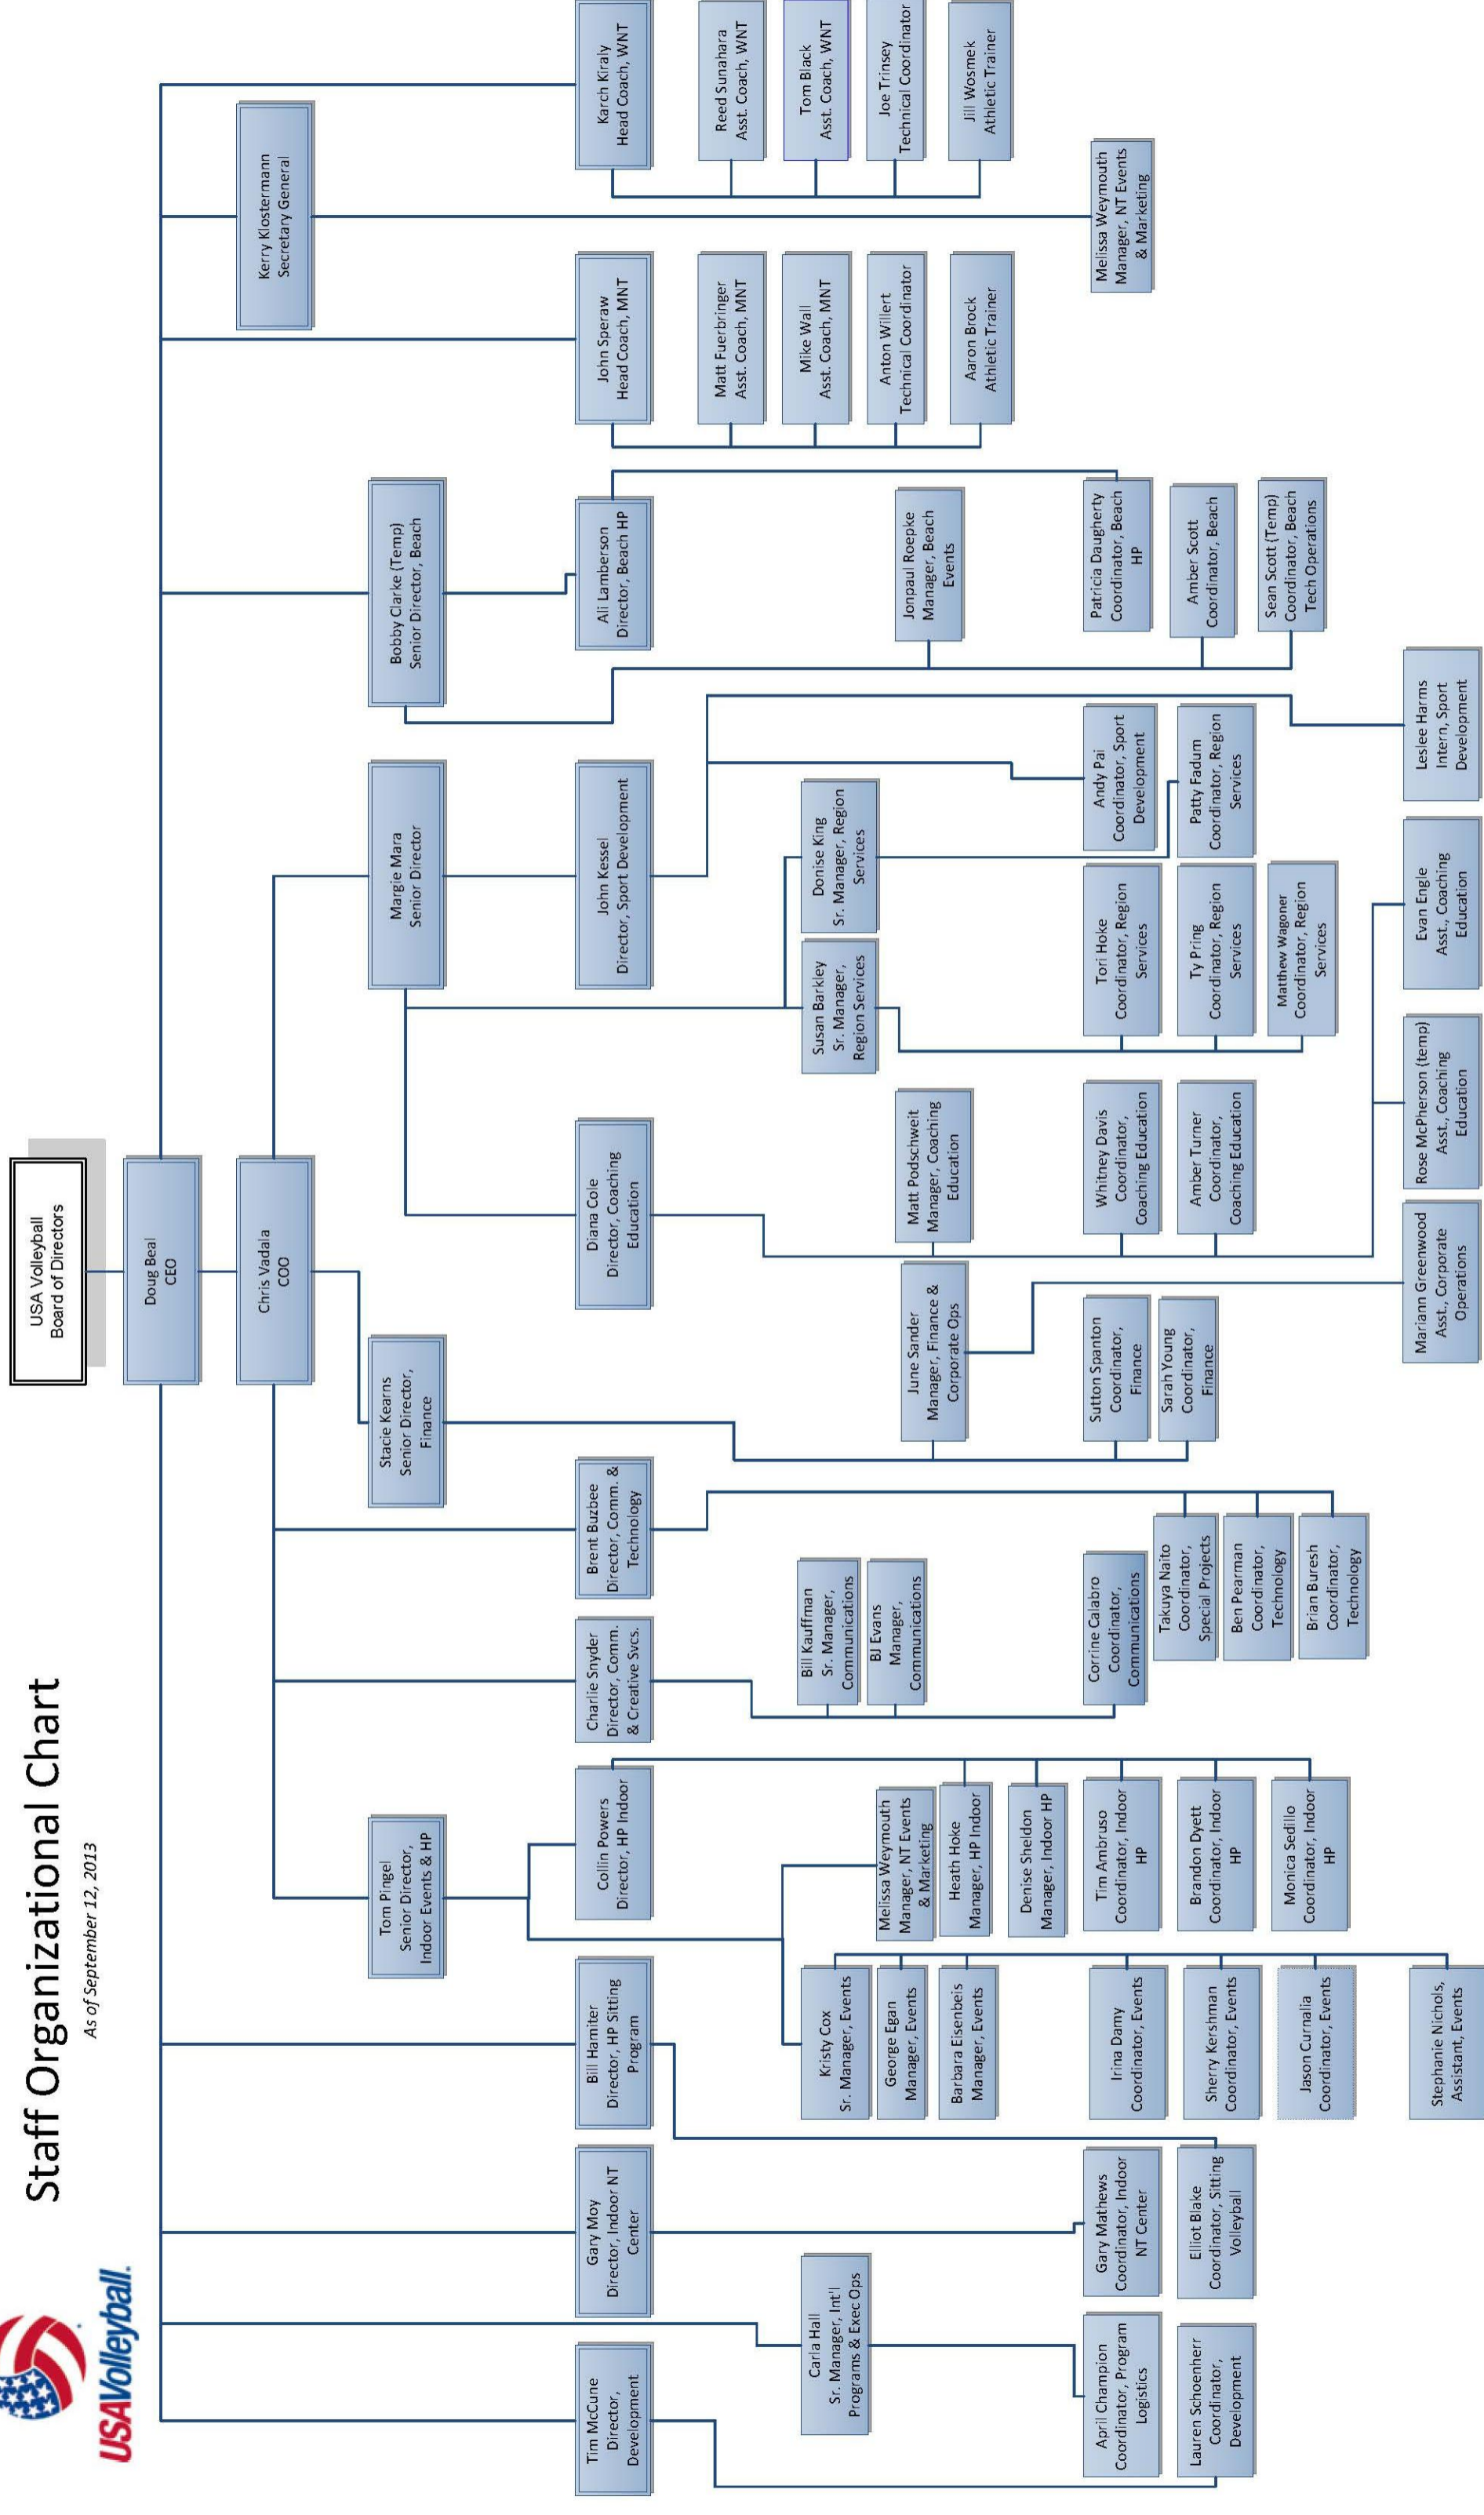 USAVolleyball.
Staff Organizational Chart
As of September 12, 2013
USA Volleyball
Board of Directors
Doug Beal
CEO
Chris Vadala
COO
Kerry Klostermann
Secretary General
Tom Pingel
Senior Director,
Indoor Events & HP
Stacie Kearns
Senior Director,
Finance
Margie Mara
Senior Director
Bobby Clarke (Temp)
Senior Director, Beach
Tim McCune
Director,
Development
Gary Moy
Director, Indoor NT
Center
Bill Hamiter
Director, HP Sitting
Program
Collin Powers
Director, HP Indoor
Charlie Snyder
Director, Comm.
& Creative Svcs.
Brent Buzbee
Director, Comm. &
Technology
Diana Cole
Director, Coaching
Education
John Kessel
Director, Sport Development
Ali Lamberson
Director, Beach HP
John Speraw
Head Coach, MNT
Karch Kiraly
Head Coach, WNT
Matt Fuerbringer
Asst. Coach, MNT
Reed Sunahara
Asst. Coach, WNT
Carla Hall
Sr. Manager, Int'l
Programs & Exec Ops
Kristy Cox
Sr. Manager, Events
Bill Kauffman
Sr. Manager,
Communications
Susan Barkley
Sr. Manager,
Region Services
Donise King
Sr. Manager, Region
Services
Mike Wall
Asst. Coach, MNT
Tom Black
Asst. Coach, WNT
George Egan
Manager, Events
Melissa Weymouth
Manager, NT Events
& Marketing
BJ Evans
Manager,
Communications
June Sander
Manager, Finance &
Corporate Ops
Matt Podschweit
Manager, Coaching
Education
Jonpaul Roepke
Manager, Beach
Events
Anton Willert
Technical Coordinator
Joe Trinsey
Technical Coordinator
Barbara Eisenbeis
Manager, Events
Heath Hoke
Manager, HP Indoor
Aaron Brock
Athletic Trainer
Jill Wosmek
Athletic Trainer
Denise Sheldon
Manager, Indoor HP
April Champion
Coordinator, Program
Logistics
Gary Mathews
Coordinator, Indoor
NT Center
Irina Damy
Coordinator, Events
Tim Ambruso
Coordinator, Indoor
HP
Corrine Calabro
Coordinator,
Communications
Sutton Spanton
Coordinator,
Finance
Whitney Davis
Coordinator,
Coaching Education
Tori Hoke
Coordinator, Region
Services
Andy Pai
Coordinator, Sport
Development
Patricia Daugherty
Coordinator, Beach
HP
Melissa Weymouth
Manager, NT Events
& Marketing
Lauren Schoenherr
Coordinator,
Development
Elliot Blake
Coordinator, Sitting
Volleyball
Sherry Kershman
Coordinator, Events
Brandon Dyett
Coordinator, Indoor
HP
Takuya Naito
Coordinator,
Special Projects
Sarah Young
Coordinator,
Finance
Amber Turner
Coordinator,
Coaching Education
Ty Pring
Coordinator, Region
Services
Patty Fadum
Coordinator, Region
Services
Amber Scott
Coordinator, Beach
Jason Curnalia
Coordinator, Events
Monica Sedillo
Coordinator, Indoor
HP
Ben Pearman
Coordinator,
Technology
Brian Buresh
Coordinator,
Technology
Matthew Wagoner
Coordinator, Region
Services
Sean Scott (Temp)
Coordinator, Beach
Tech Operations
Stephanie Nichols,
Assistant, Events
Mariann Greenwood
Asst., Corporate
Operations
Rose McPherson (temp)
Asst., Coaching
Education
Evan Engle
Asst., Coaching
Education
Leslee Harms
Intern, Sport
Development